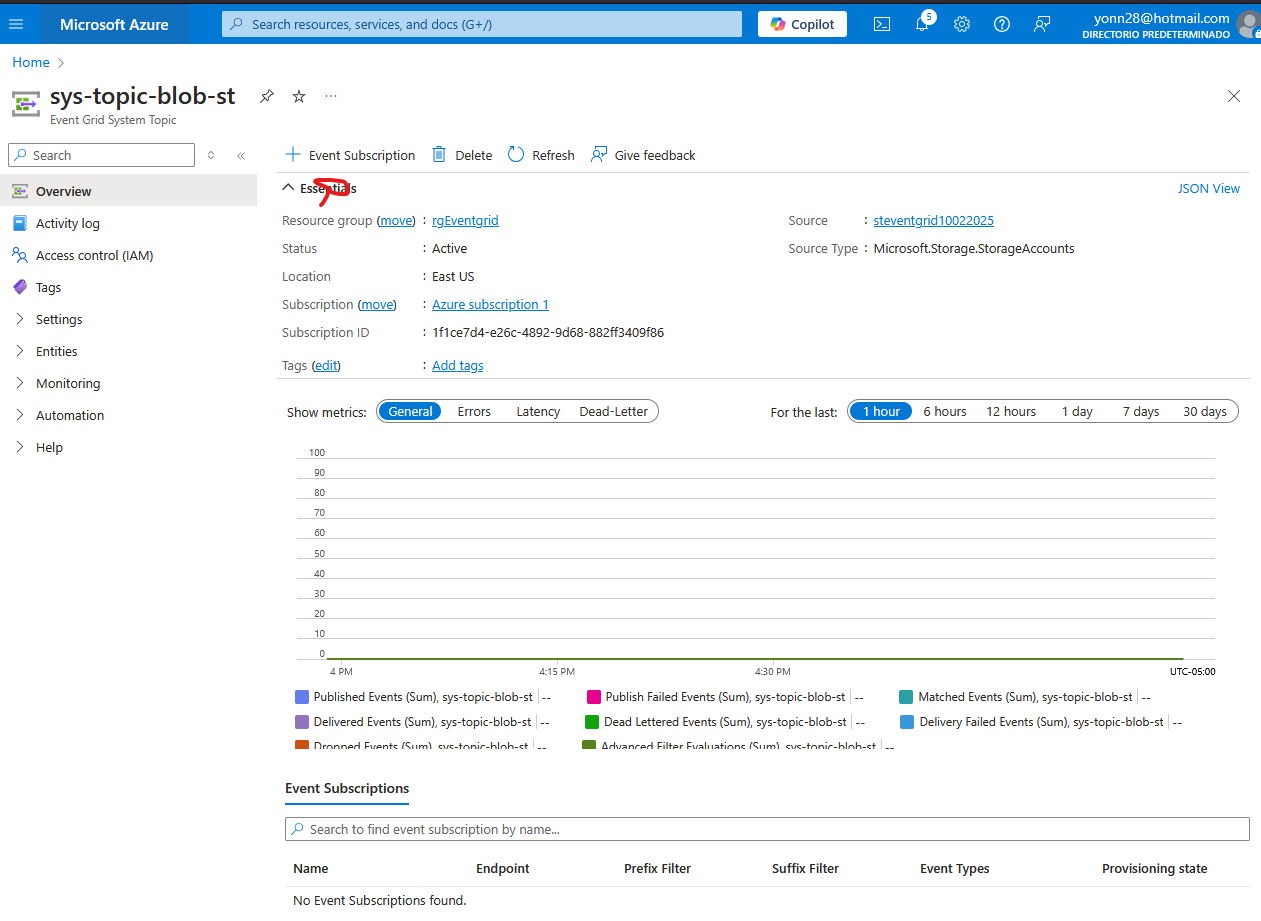 Microsoft Azure
Search resources, services, and docs (G+/)
Copilot
5
yonn28@hotmail.com
DIRECTORIO PREDETERMINADO
Home
sys-topic-blob-st
Event Grid System Topic
Search
Event Subscription
Delete
Refresh
Give feedback
Overview
Activity log
Access control (IAM)
Tags
Settings
Entities
Monitoring
Automation
Help
Essentials
JSON View
Resource group (move) : rgEventgrid
Status : Active
Location : East US
Subscription (move) : Azure subscription 1
Subscription ID : 1f1ce7d4-e26c-4892-9d68-882ff3409f86
Tags (edit) : Add tags
Source : steventgrid10022025
Source Type : Microsoft.Storage.StorageAccounts
Show metrics: General Errors Latency Dead-Letter
For the last: 1 hour 6 hours 12 hours 1 day 7 days 30 days
100
90
80
70
60
50
40
30
20
10
0
4 PM 4:15 PM 4:30 PM UTC-05:00
Published Events (Sum), sys-topic-blob-st | --
Publish Failed Events (Sum), sys-topic-blob-st | --
Matched Events (Sum), sys-topic-blob-st | --
Delivered Events (Sum), sys-topic-blob-st | --
Dead Lettered Events (Sum), sys-topic-blob-st | --
Delivery Failed Events (Sum), sys-topic-blob-st | --
Dropped Events (Sum), sys-topic-blob-st | --
Advanced Filter Evaluations (Sum), sys-topic-blob-st | --
Event Subscriptions
Search to find event subscription by name...
Name Endpoint Prefix Filter Suffix Filter Event Types Provisioning state
No Event Subscriptions found.